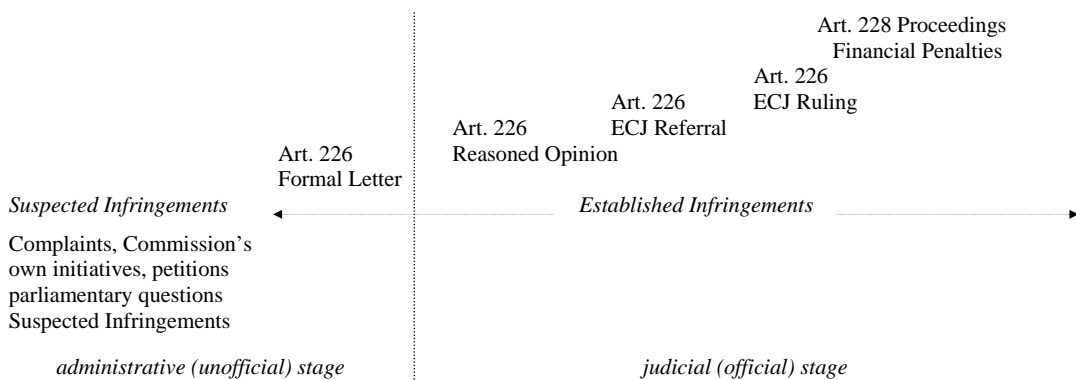 Art. 228 Proceedings
Financial Penalties
Art. 226
ECJ Ruling
Art. 226
ECJ Referral
Art. 226
Reasoned Opinion
Art. 226
Formal Letter
Suspected Infringements
Established Infringements
Complaints, Commission’s
own initiatives, petitions
parliamentary questions
Suspected Infringements
administrative (unofficial) stage
judicial (official) stage